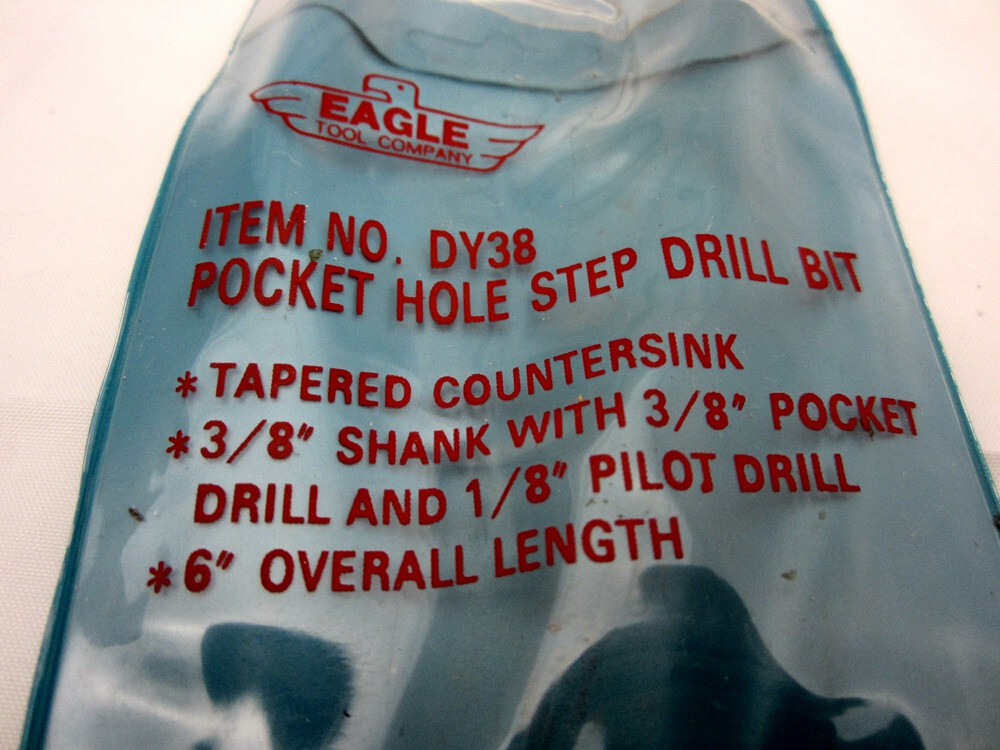 EAGLE
TOOL COMPANY
ITEM NO. DY38
POCKET HOLE STEP DRILL BIT
* TAPERED COUNTERSINK
* 3/8" SHANK WITH 3/8" POCKET
DRILL AND 1/8" PILOT DRILL
* 6" OVERALL LENGTH